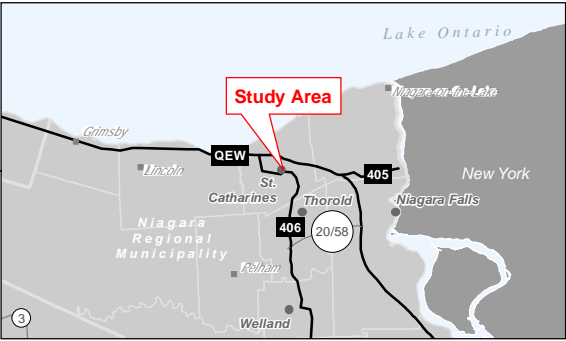 Lake Ontario
Study Area
Niagara-on-the-Lake
Grimsby
QEW
Lincoln
405
New York
St.
Catharines
Thorold
Niagara Falls
Niagara
Regional
Municipality
406
20/58
Pelham
3
Welland